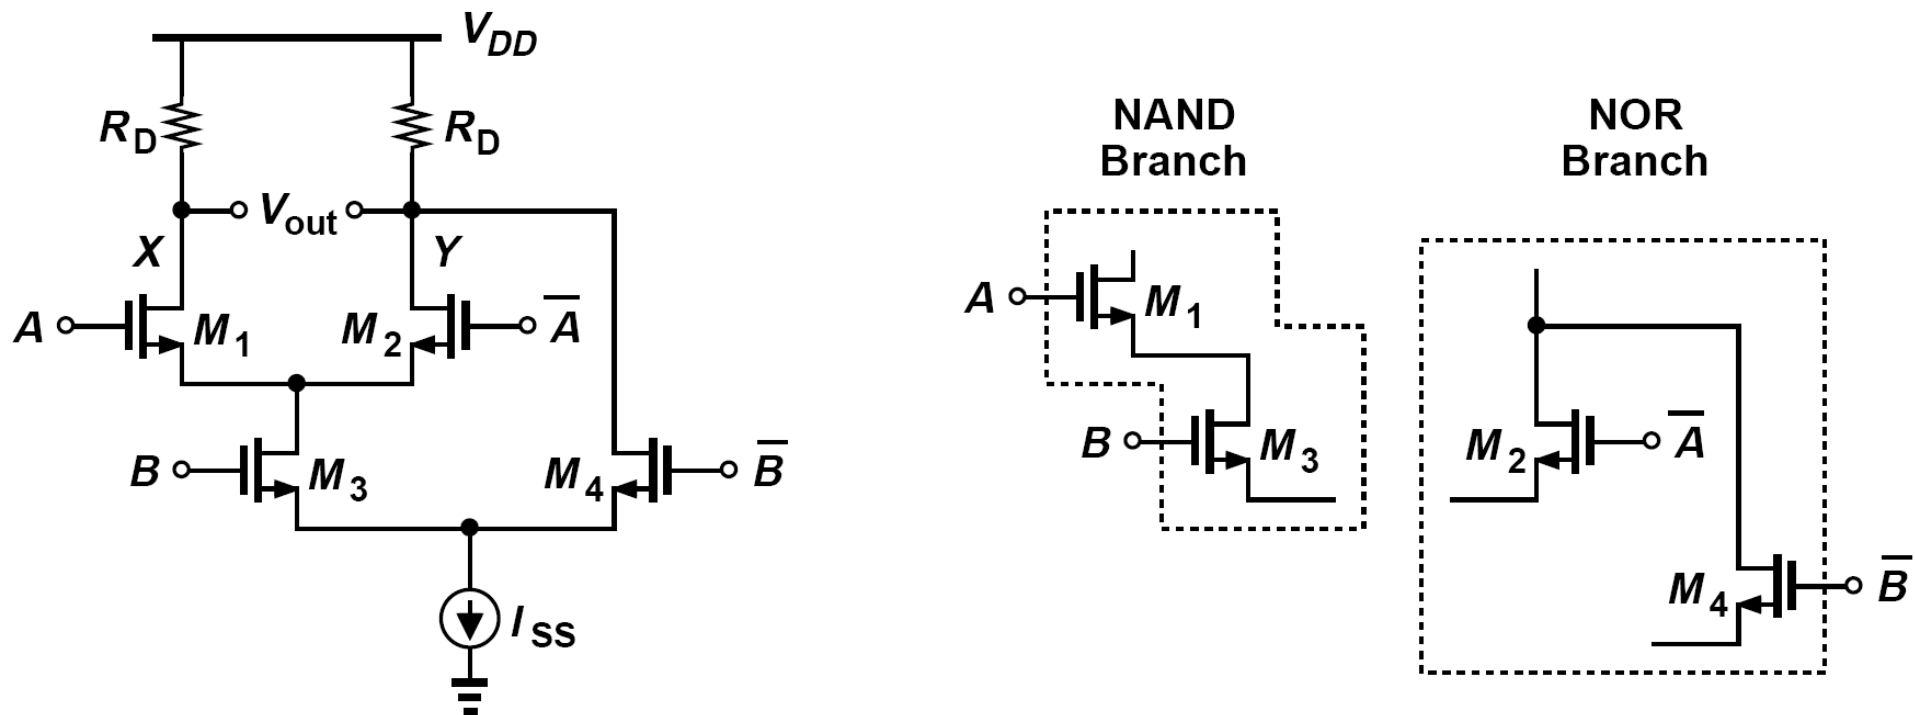 V_DD
R_D
R_D
V_out
X
Y
A
M_1
M_2
A̅
B
M_3
M_4
B̅
I_SS
NAND
Branch
A
M_1
B
M_3
NOR
Branch
M_2
A̅
M_4
B̅